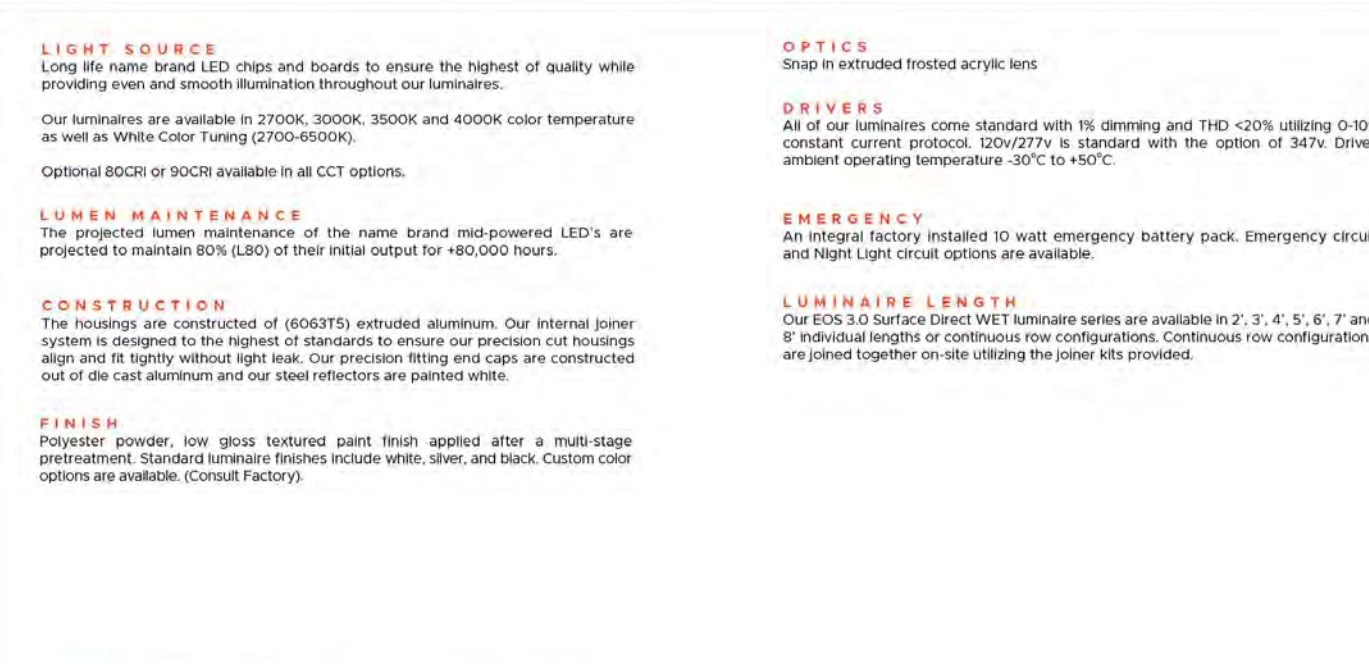 LIGHT SOURCE
Long life name brand LED chips and boards to ensure the highest of quality while
providing even and smooth illumination throughout our luminaires.
Our luminaires are available in 2700K, 3000K, 3500K and 4000K color temperature
as well as White Color Tuning (2700-6500K).
Optional 80CRI or 90CRI available in all CCT options.
LUMEN MAINTENANCE
The projected lumen maintenance of the name brand mid-powered LED's are
projected to maintain 80% (L80) of their initial output for +80,000 hours.
CONSTRUCTION
The housings are constructed of (6063T5) extruded aluminum. Our internal joiner
system is designed to the highest of standards to ensure our precision cut housings
align and fit tightly without light leak. Our precision fitting end caps are constructed
out of die cast aluminum and our steel reflectors are painted white.
FINISH
Polyester powder, low gloss textured paint finish applied after a multi-stage
pretreatment. Standard luminaire finishes include white, silver, and black. Custom color
options are available. (Consult Factory).
OPTICS
Snap in extruded frosted acrylic lens
DRIVERS
All of our luminaires come standard with 1% dimming and THD <20% utilizing 0-10
constant current protocol. 120v/277v is standard with the option of 347v. Drive
ambient operating temperature -30°C to +50°C.
EMERGENCY
An integral factory installed 10 watt emergency battery pack. Emergency circui
and Night Light circuit options are available.
LUMINAIRE LENGTH
Our EOS 3.0 Surface Direct WET luminaire series are available in 2', 3', 4', 5', 6', 7' and
8' individual lengths or continuous row configurations. Continuous row configuration
are joined together on-site utilizing the joiner kits provided.